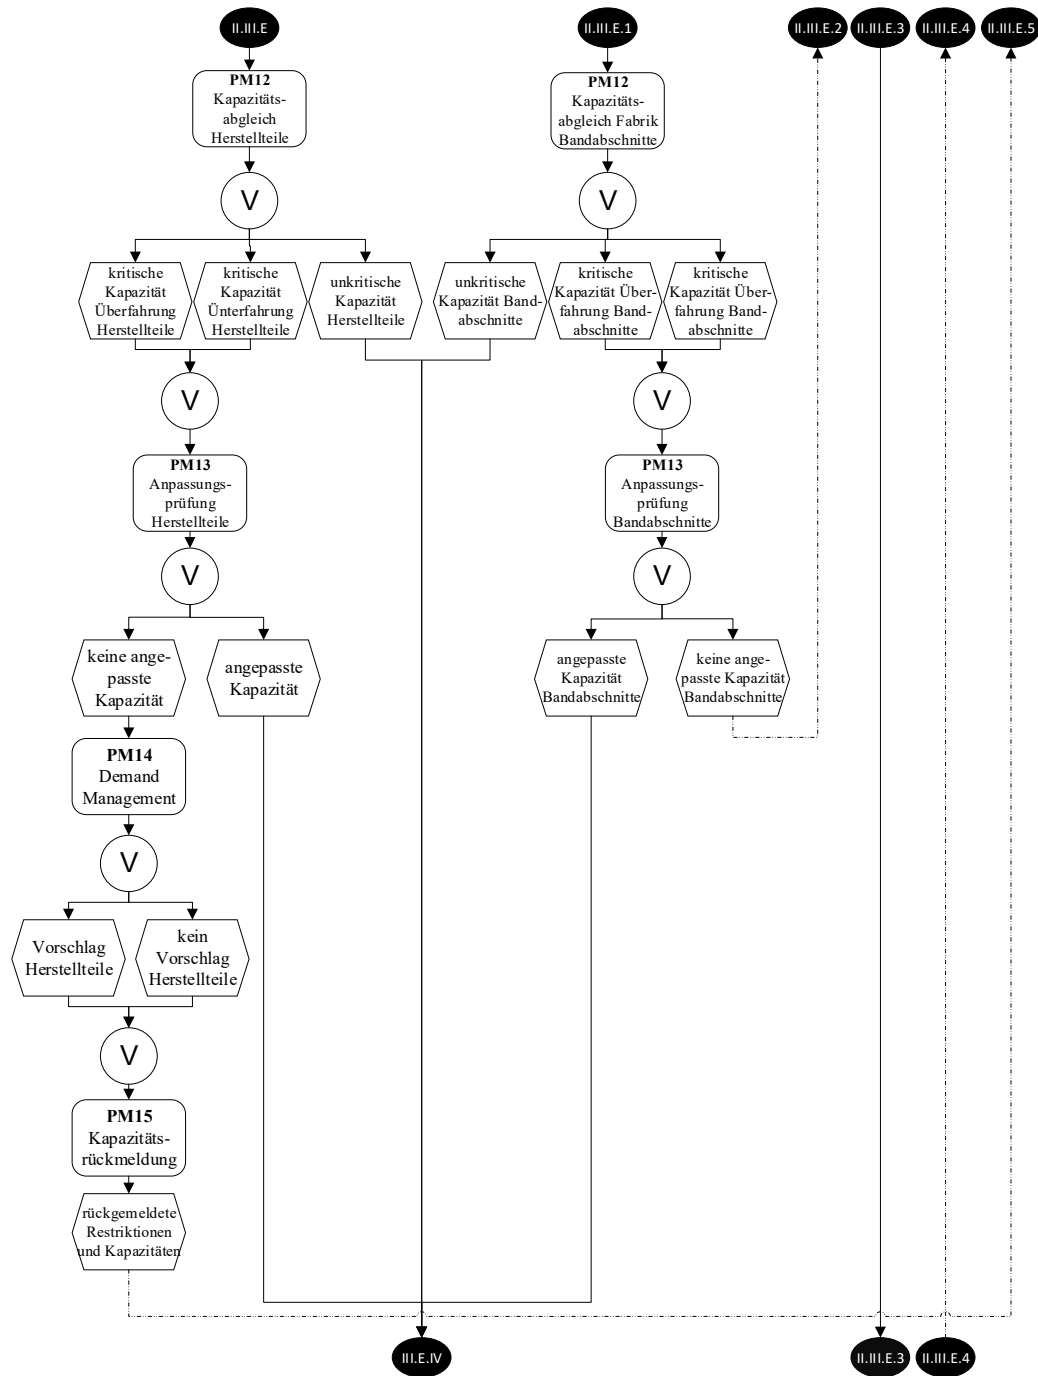 II.III.E
II.III.E.1
II.III.E.2
II.III.E.3
II.III.E.4
II.III.E.5
PM12
Kapazitäts-
abgleich
Herstellteile
PM12
Kapazitäts-
abgleich Fabrik
Bandabschnitte
V
V
kritische
Kapazität
Überfahrung
Herstellteile
kritische
Kapazität
Ünterfahrung
Herstellteile
unkritische
Kapazität
Herstellteile
unkritische
Kapazität Band-
abschnitte
kritische
Kapazität Über-
fahrung Band-
abschnitte
kritische
Kapazität Über-
fahrung Band-
abschnitte
V
V
PM13
Anpassungs-
prüfung
Herstellteile
PM13
Anpassungs-
prüfung
Bandabschnitte
V
V
keine ange-
passte
Kapazität
angepasste
Kapazität
angepasste
Kapazität
Bandabschnitte
keine ange-
passte Kapazität
Bandabschnitte
PM14
Demand
Management
V
Vorschlag
Herstellteile
kein
Vorschlag
Herstellteile
V
PM15
Kapazitäts-
rückmeldung
rückgemeldete
Restriktionen
und Kapazitäten
III.E.IV
II.III.E.3
II.III.E.4